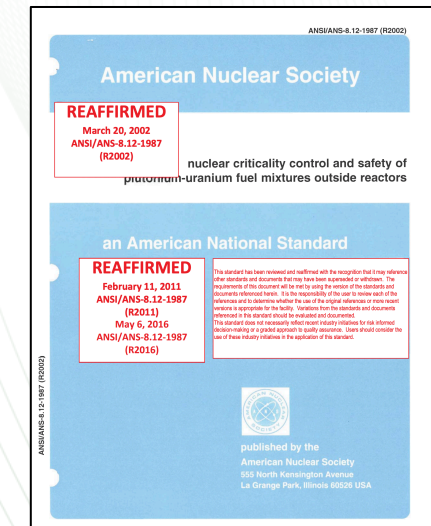 ANSI/ANS-8.12-1987 (R2002)
American Nuclear Society
REAFFIRMED
March 20, 2002
ANSI/ANS-8.12-1987
(R2002)
nuclear criticality control and safety of
plutonium-uranium fuel mixtures outside reactors
an American National Standard
REAFFIRMED
February 11, 2011
ANSI/ANS-8.12-1987
(R2011)
May 6, 2016
ANSI/ANS-8.12-1987
(R2016)
This standard has been reviewed and reaffirmed with the recognition that it may reference
other standards and documents that may have been superseded or withdrawn. The
requirements of this document will be met by using the version of the standards and
documents referenced herein. It is the responsibility of the user to review each of the
references and to determine whether the use of the original references or more recent
versions is appropriate for the facility. Variations from the standards and documents
referenced in this standard should be evaluated and documented.
This standard does not necessarily reflect recent industry initiatives for risk informed
decision-making or a graded approach to quality assurance. Users should consider the
use of these industry initiatives in the application of this standard.
ANSI/ANS-8.12-1987 (R2002)
AMERICAN NUCLEAR
SOCIETY
published by the
American Nuclear Society
555 North Kensington Avenue
La Grange Park, Illinois 60526 USA